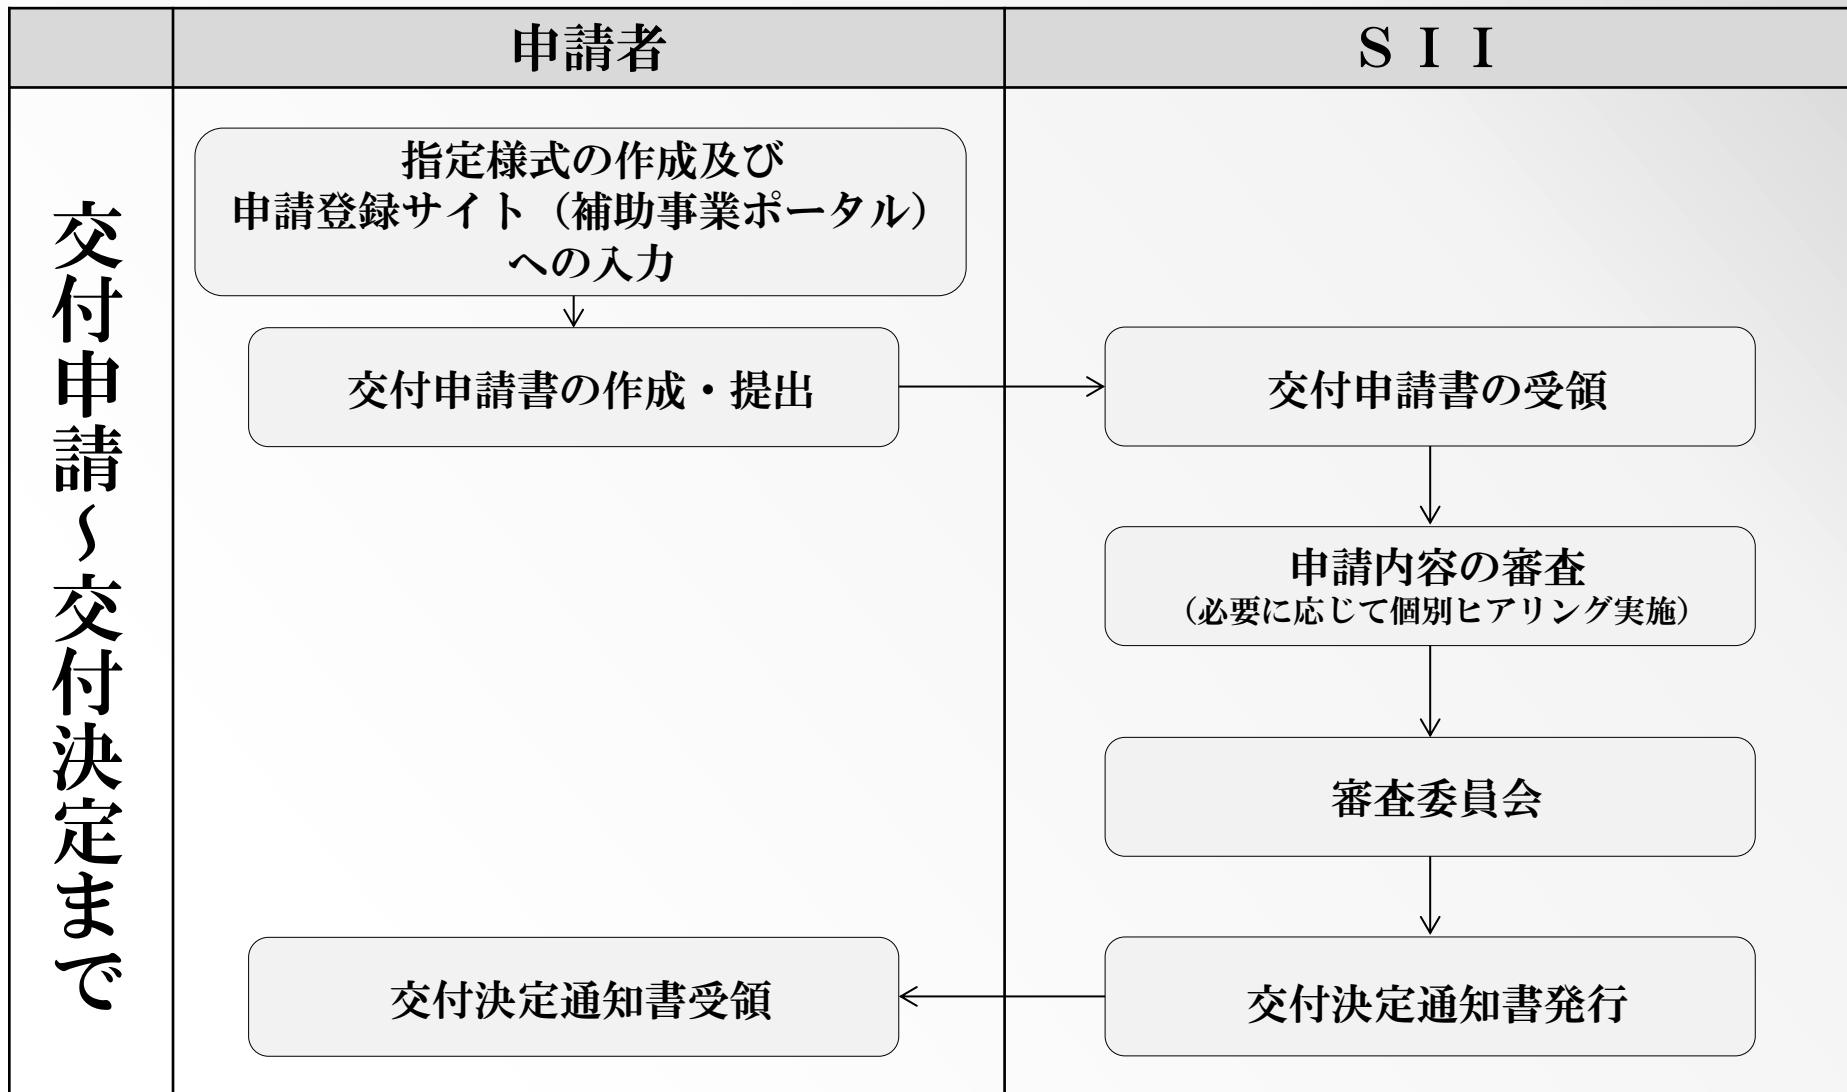 申請者
ＳＩＩ
交付申請～交付決定まで
指定様式の作成及び
申請登録サイト（補助事業ポータル）
への入力
交付申請書の作成・提出
交付申請書の受領
申請内容の審査
（必要に応じて個別ヒアリング実施）
審査委員会
交付決定通知書発行
交付決定通知書受領